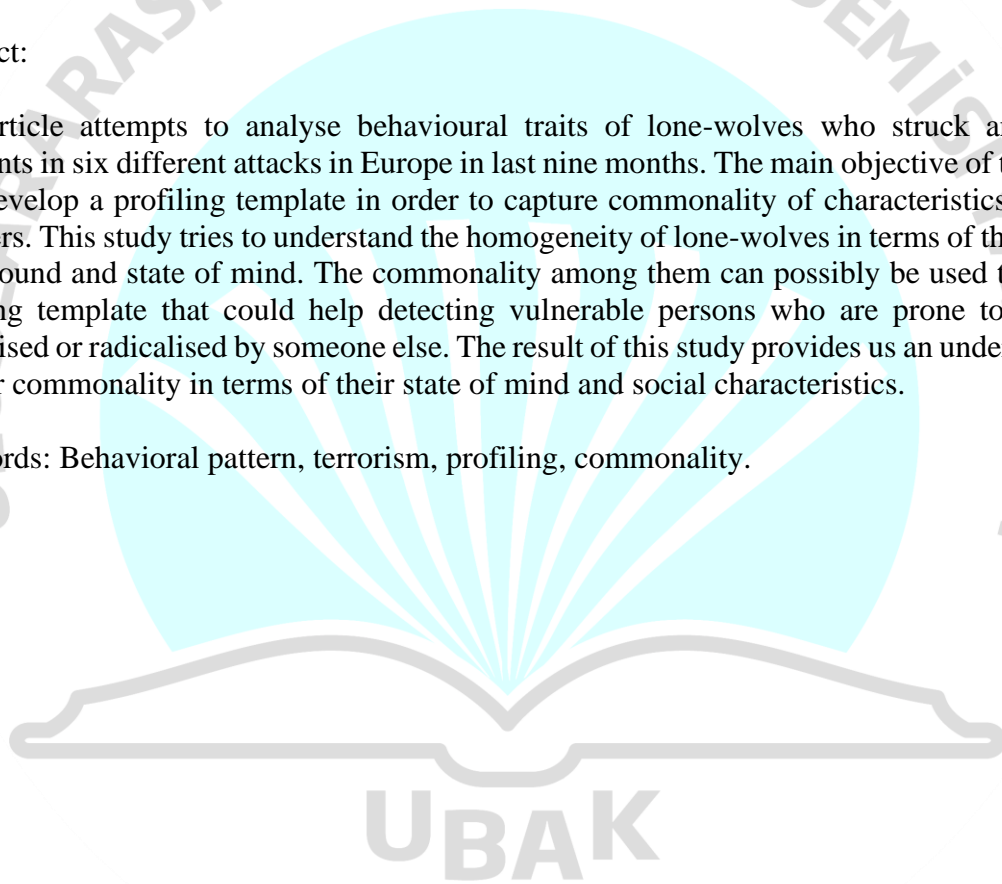 ct:
rticle attempts to analyse behavioural traits of lone-wolves who struck
nts in six different attacks in Europe in last nine months. The main objective of
evelop a profiling template in order to capture commonality of characteristics
ers. This study tries to understand the homogeneity of lone-wolves in terms of
ound and state of mind. The commonality among them can possibly be used
ng template that could help detecting vulnerable persons who are prone to
ised or radicalised by someone else. The result of this study provides us an under
r commonality in terms of their state of mind and social characteristics.
ords: Behavioral pattern, terrorism, profiling, commonality.
UBAK